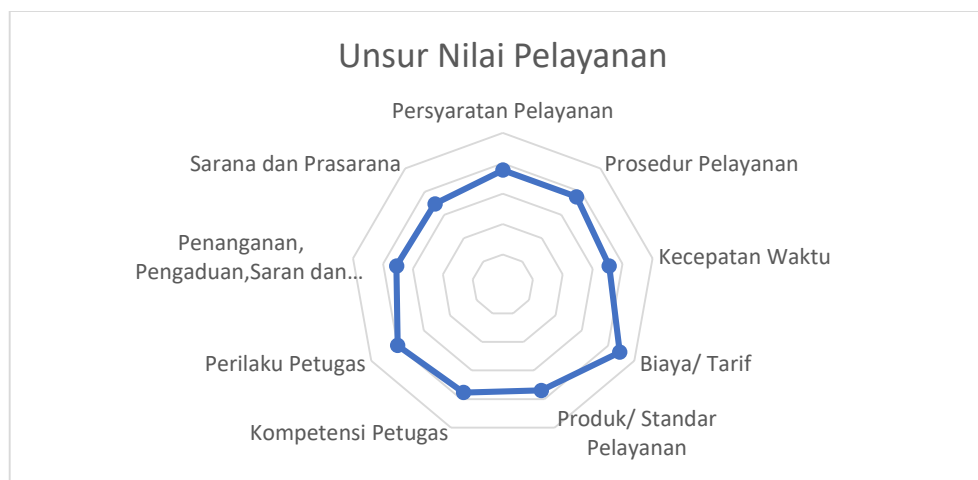 Unsur Nilai Pelayanan
Persyaratan Pelayanan
Prosedur Pelayanan
Kecepatan Waktu
Biaya/ Tarif
Produk/ Standar
Pelayanan
Kompetensi Petugas
Perilaku Petugas
Penanganan,
Pengaduan,Saran dan…
Sarana dan Prasarana